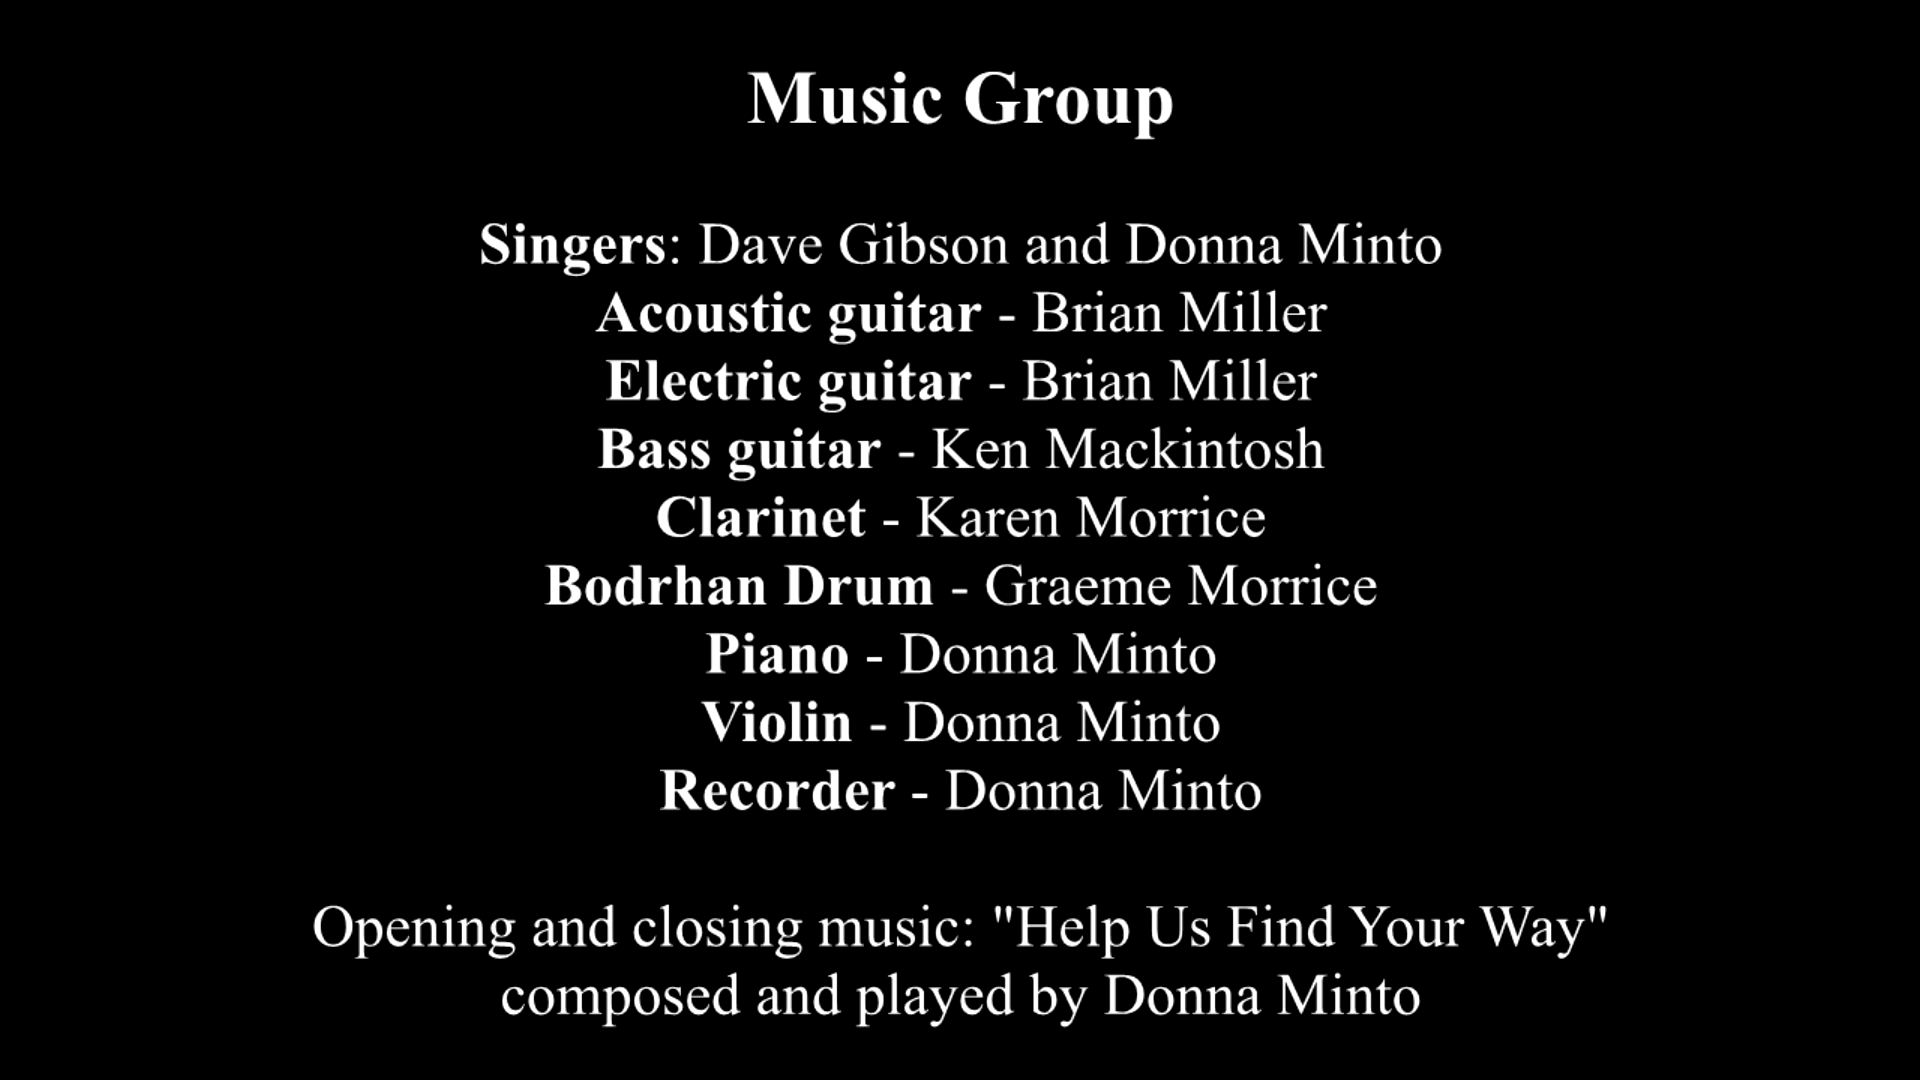 Music Group
Singers: Dave Gibson and Donna Minto
Acoustic guitar - Brian Miller
Electric guitar - Brian Miller
Bass guitar - Ken Mackintosh
Clarinet - Karen Morrice
Bodrhan Drum - Graeme Morrice
Piano - Donna Minto
Violin - Donna Minto
Recorder - Donna Minto
Opening and closing music: "Help Us Find Your Way"
composed and played by Donna Minto